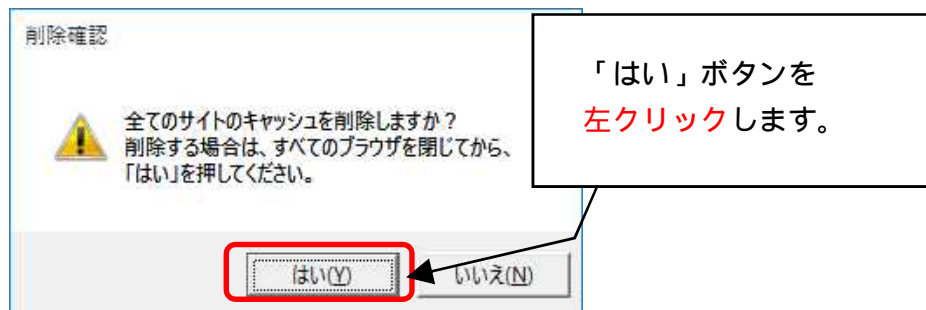 削除確認
全てのサイトのキャッシュを削除しますか?
削除する場合は、すべてのブラウザを閉じてから、
「はい」を押してください。
はい(Y)
いいえ(N)
「はい」ボタンを
左クリックします。